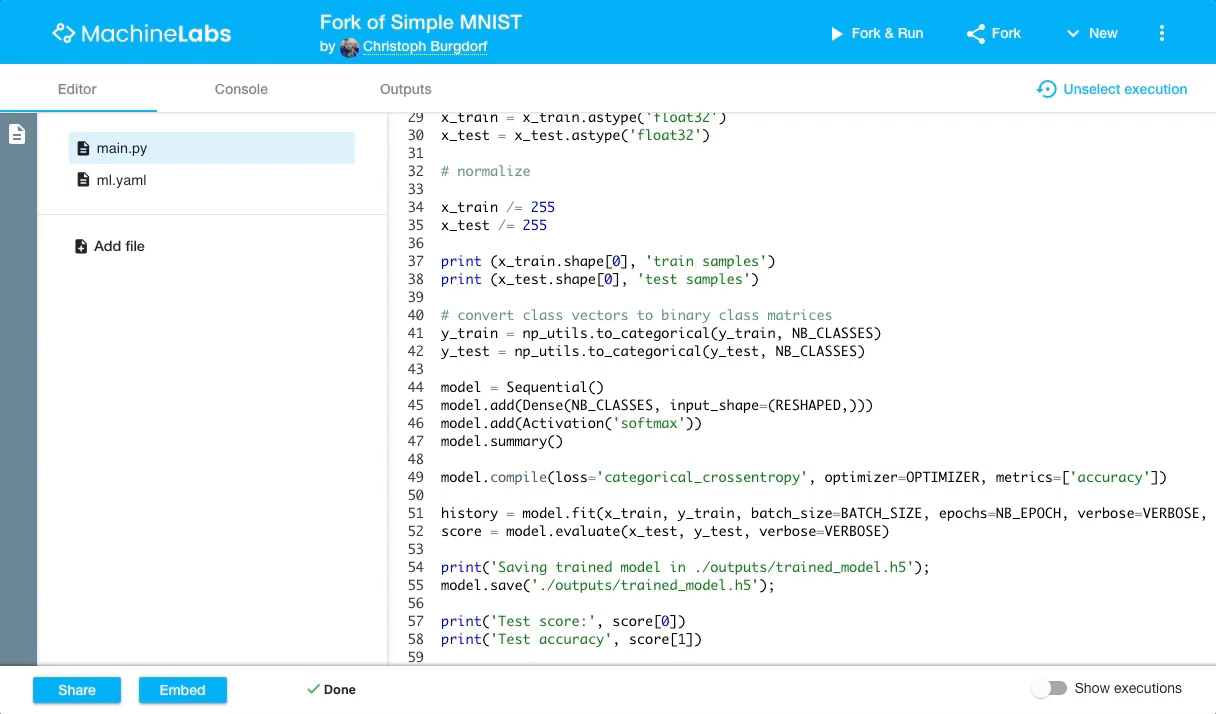 MachineLabs
Fork of Simple MNIST
by Christoph Burgdorf
Fork & Run
Fork
New
Editor
Console
Outputs
Unselect execution
main.py
ml.yaml
Add file
29 x_train = x_train.astype('float32')
30 x_test = x_test.astype('float32')
31
32 # normalize
33
34 x_train /= 255
35 x_test /= 255
36
37 print (x_train.shape[0], 'train samples')
38 print (x_test.shape[0], 'test samples')
39
40 # convert class vectors to binary class matrices
41 y_train = np_utils.to_categorical(y_train, NB_CLASSES)
42 y_test = np_utils.to_categorical(y_test, NB_CLASSES)
43
44 model = Sequential()
45 model.add(Dense(NB_CLASSES, input_shape=(RESHAPED,)))
46 model.add(Activation('softmax'))
47 model.summary()
48
49 model.compile(loss='categorical_crossentropy', optimizer=OPTIMIZER, metrics=['accuracy'])
50
51 history = model.fit(x_train, y_train, batch_size=BATCH_SIZE, epochs=NB_EPOCH, verbose=VERBOSE,
52 score = model.evaluate(x_test, y_test, verbose=VERBOSE)
53
54 print('Saving trained model in ./outputs/trained_model.h5');
55 model.save('./outputs/trained_model.h5');
56
57 print('Test score:', score[0])
58 print('Test accuracy', score[1])
59
Share
Embed
Done
Show executions